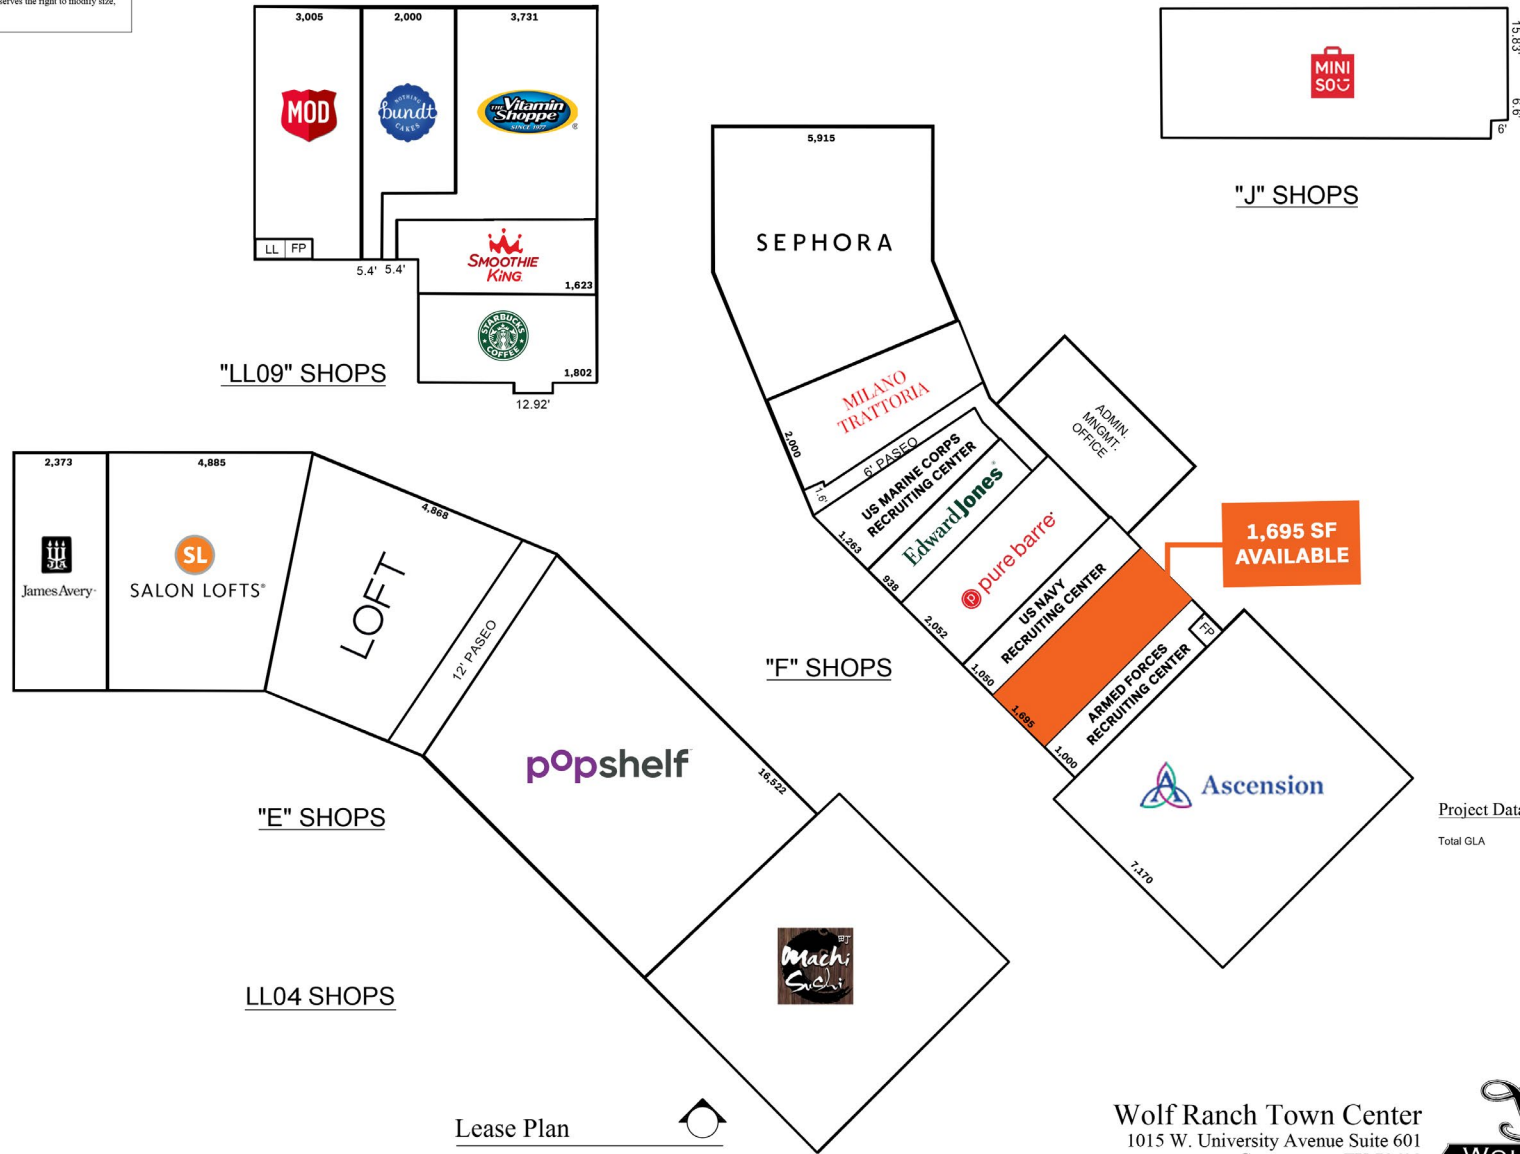 serves the right to modify size,
3,005
2,000
3,731
MOD
NOTHING
bundt
CAKES
THE Vitamin
Shoppe
SINCE 1977
LL
FP
5.4'
5.4'
SMOOTHIE
KING
1,623
STARBUCKS
COFFEE
1,802
12.92'
"LL09" SHOPS
MINI
SO
15.83'
6.6'
6'
"J" SHOPS
5,915
SEPHORA
MILANO
TRATTORIA
2,000
6' PASEO
1.6'
US MARINE CORPS
RECRUITING CENTER
1,263
Edward Jones
938
pure barre
2,052
US NAVY
RECRUITING CENTER
1,050
1,695
ADMIN.
MNGMT.
OFFICE
1,695 SF
AVAILABLE
FP
ARMED FORCES
RECRUITING CENTER
1,000
Ascension
7,170
"F" SHOPS
2,373
4,885
4,868
JA
James Avery
SL
SALON LOFTS®
LOFT
12' PASEO
popshelf
16,522
"E" SHOPS
町
Machi
Sushi
LL04 SHOPS
Project Data
Total GLA
Lease Plan
Wolf Ranch Town Center
1015 W. University Avenue Suite 601